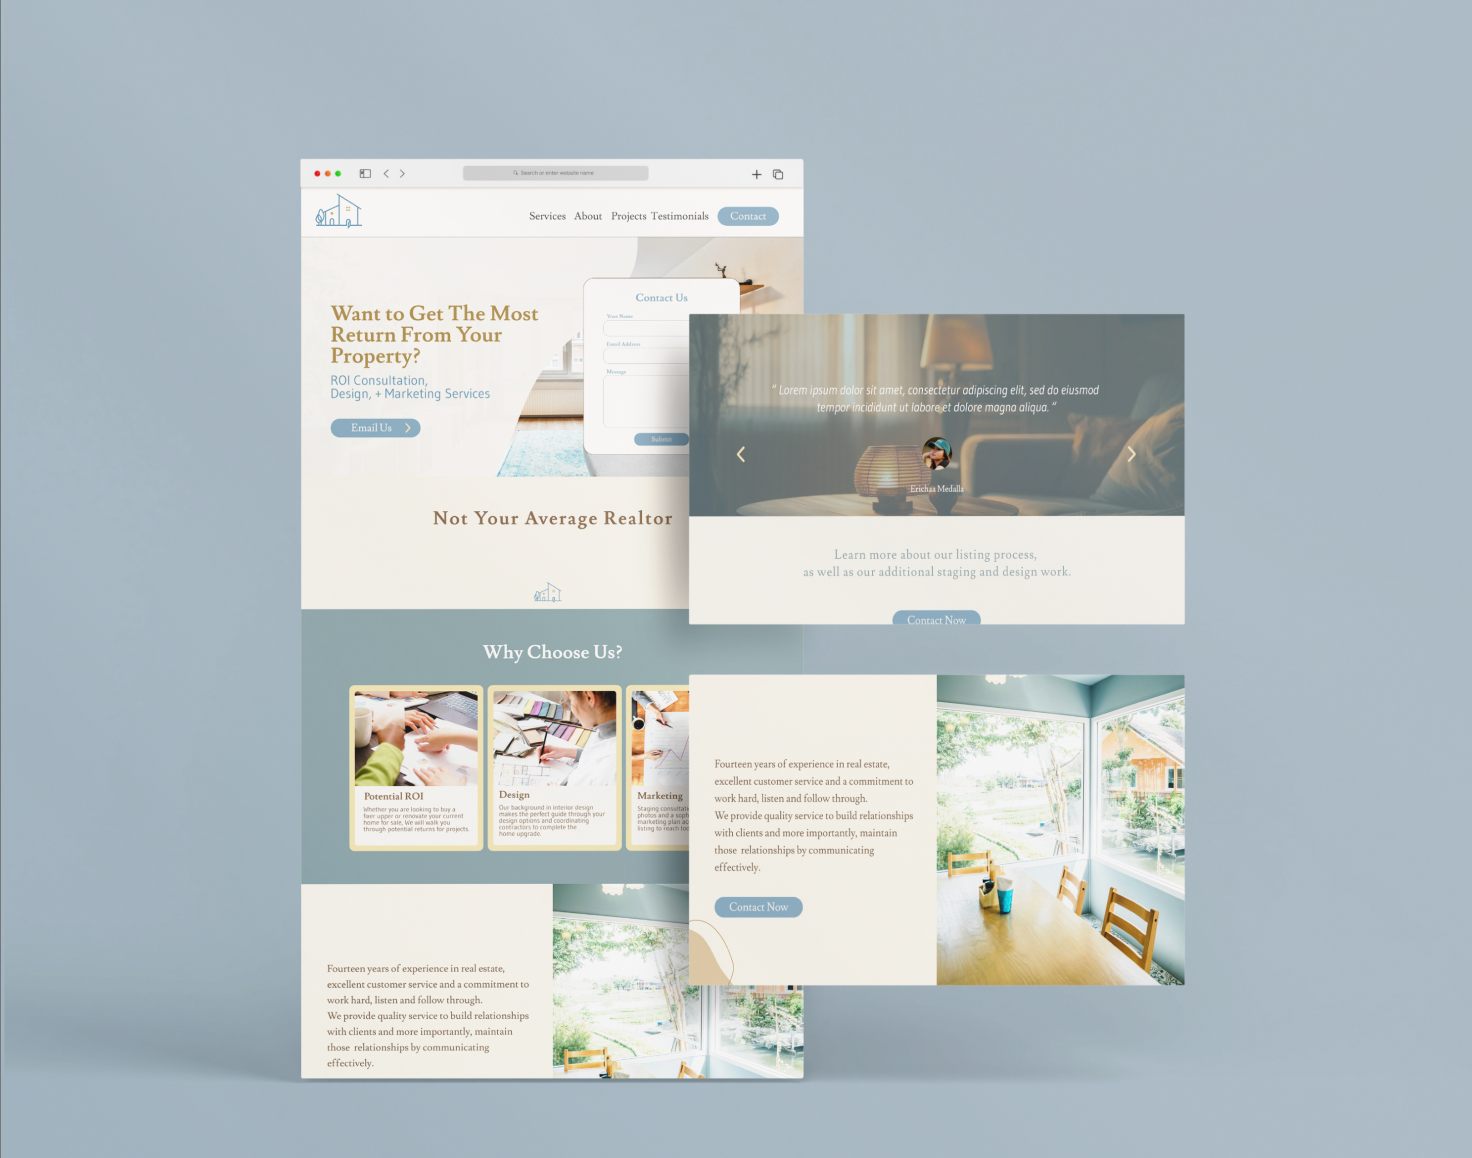 Search or enter website name
Services About Projects Testimonials Contact
Want to Get The Most
Return From Your
Property?
ROI Consultation,
Design, + Marketing Services
Email Us
Contact Us
Your Name
Email Address
Message
Submit
Not Your Average Realtor
Why Choose Us?
Potential ROI
Whether you are looking to buy a
fixer upper or renovate your current
home for sale, We will walk you
through potential returns for projects.
Design
Our background in interior design
makes the perfect guide through your
design options and coordinating
contractors to complete the
home upgrade.
Marketing
Staging consultati
photos and a soph
marketing plan ac
listing to reach too
Fourteen years of experience in real estate,
excellent customer service and a commitment to
work hard, listen and follow through.
We provide quality service to build relationships
with clients and more importantly, maintain
those relationships by communicating
effectively.
“ Lorem ipsum dolor sit amet, consectetur adipiscing elit, sed do eiusmod
tempor incididunt ut labore et dolore magna aliqua. ”
Erichaa Medalla
Learn more about our listing process,
as well as our additional staging and design work.
Contact Now
Fourteen years of experience in real estate,
excellent customer service and a commitment to
work hard, listen and follow through.
We provide quality service to build relationships
with clients and more importantly, maintain
those relationships by communicating
effectively.
Contact Now